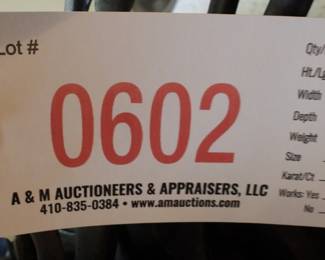 Lot #
0602
A & M AUCTIONEERS & APPRAISERS, LLC
410-835-0384 • www.amauctions.com
Qty/
Ht./L
Width
Depth
Weight
Size
Karat/Ct
Works: Yes
No